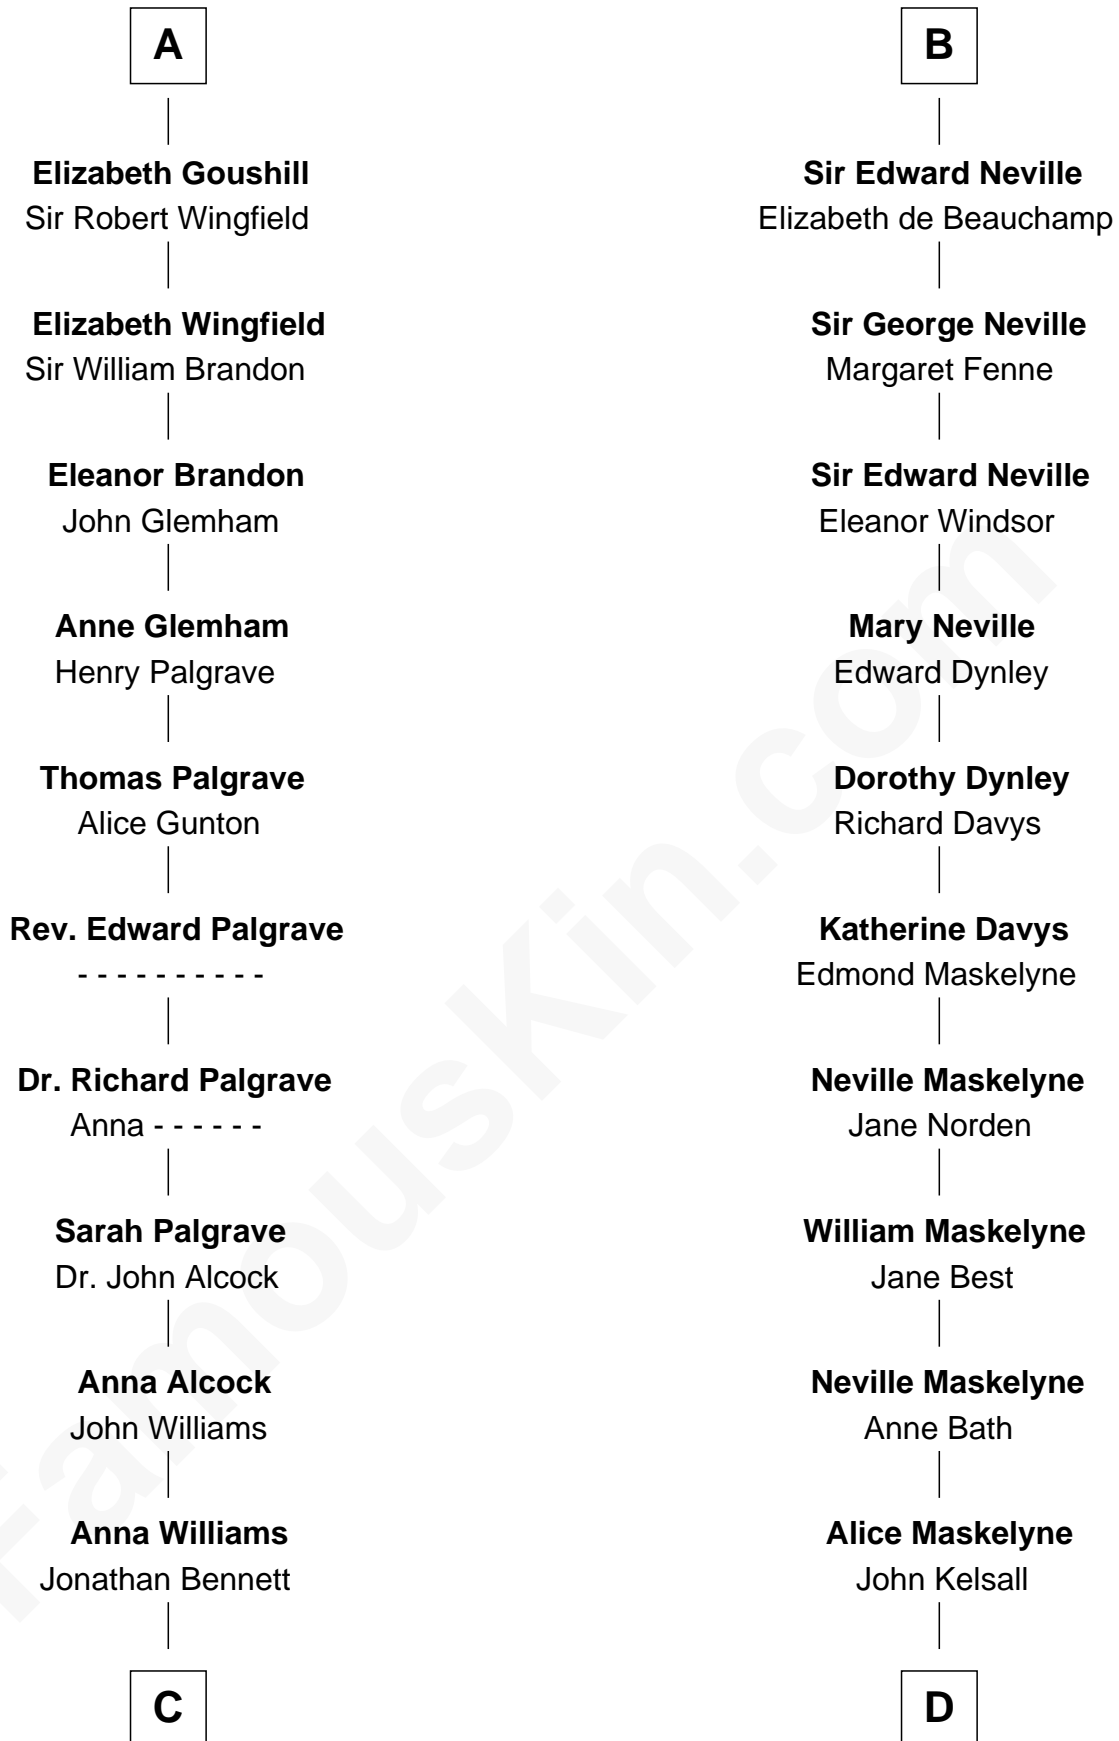 A
Elizabeth Goushill
Sir Robert Wingfield
Elizabeth Wingfield
Sir William Brandon
Eleanor Brandon
John Glemham
Anne Glemham
Henry Palgrave
Thomas Palgrave
Alice Gunton
Rev. Edward Palgrave
- - - - - - - - - -
Dr. Richard Palgrave
Anna - - - - - -
Sarah Palgrave
Dr. John Alcock
Anna Alcock
John Williams
Anna Williams
Jonathan Bennett
C
B
Sir Edward Neville
Elizabeth de Beauchamp
Sir George Neville
Margaret Fenne
Sir Edward Neville
Eleanor Windsor
Mary Neville
Edward Dynley
Dorothy Dynley
Richard Davys
Katherine Davys
Edmond Maskelyne
Neville Maskelyne
Jane Norden
William Maskelyne
Jane Best
Neville Maskelyne
Anne Bath
Alice Maskelyne
John Kelsall
D
FamousKin.com